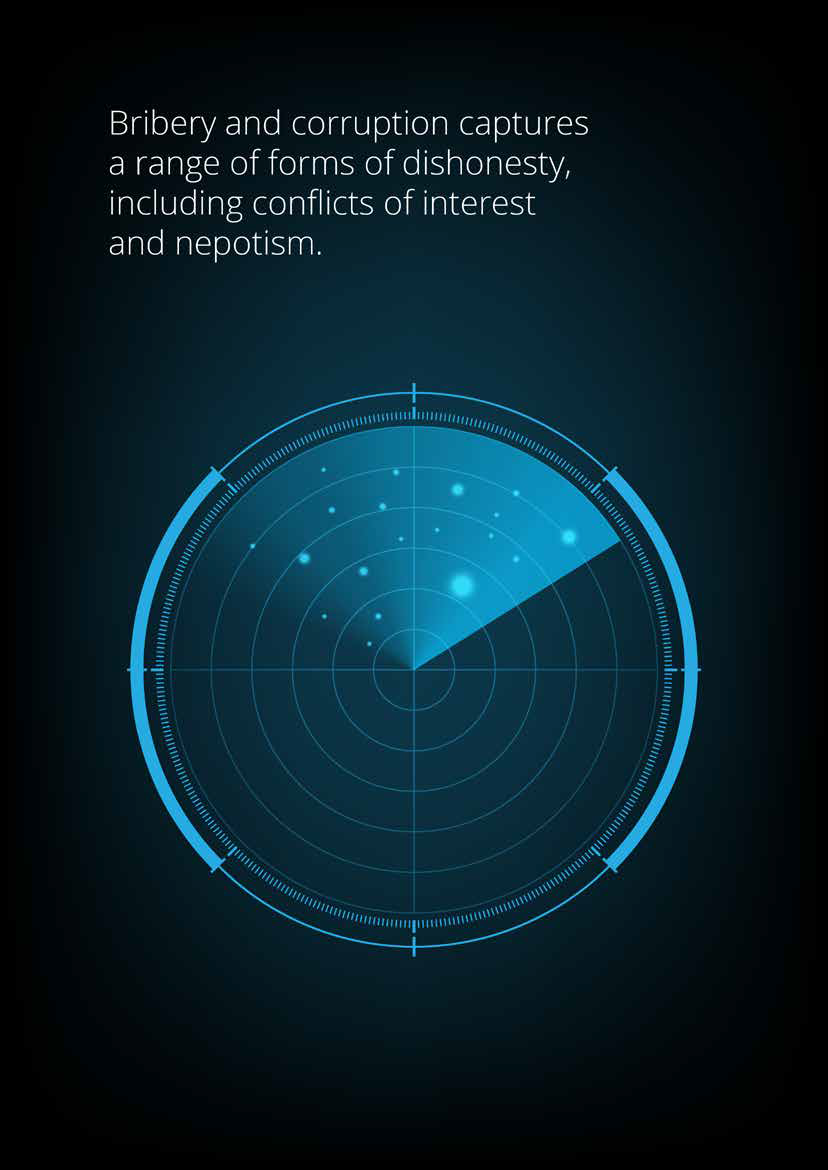 Bribery and corruption captures
a range of forms of dishonesty,
including conflicts of interest
and nepotism.